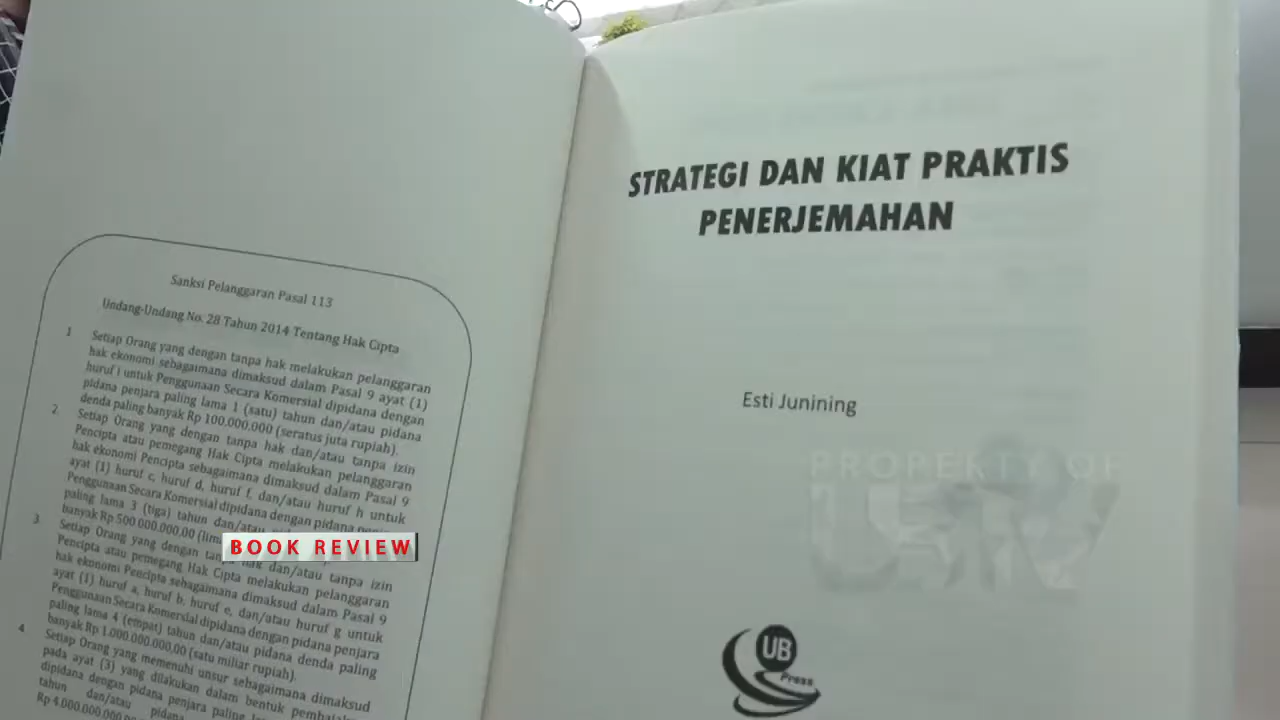 Sanksi Pelanggaran Pasal 113
Undang-Undang No. 28 Tahun 2014 Tentang Hak Cipta
1 Setiap Orang yang dengan tanpa hak melakukan pelanggaran
hak ekonomi sebagaimana dimaksud dalam Pasal 9 ayat (1)
huruf i untuk Penggunaan Secara Komersial dipidana dengan
pidana penjara paling lama 1 (satu) tahun dan/atau pidana
denda paling banyak Rp 100.000.000 (seratus juta rupiah).
2. Setiap Orang yang dengan tanpa hak dan/atau tanpa izin
Pencipta atau pemegang Hak Cipta melakukan pelanggaran
hak ekonomi Pencipta sebagaimana dimaksud dalam Pasal 9
ayat (1) huruf c, huruf d, huruf f, dan/atau huruf h untuk
Penggunaan Secara Komersial dipidana dengan pidana
paling lama 3 (tiga) tahun dan/atau
banyak Rp 500.000.000,00
3. Setiap Orang yang dengan hak dan/atau tanpa izin
Pencipta atau pemegang Hak Cipta melakukan pelanggaran
hak ekonomi Pencipta sebagaimana dimaksud dalam Pasal 9
ayat (1) huruf a, huruf b, huruf e, dan/atau huruf g untuk
Penggunaan Secara Komersial dipidana dengan pidana penjara
paling lama 4 (empat) tahun dan/atau pidana denda paling
banyak Rp 1.000.000.000,00 (satu miliar rupiah).
4. Setiap Orang yang memenuhi unsur sebagaimana dimaksud
pada ayat (3) yang dilakukan dalam bentuk
dipidana dengan pidana penjara paling
tahun dan/atau pidana
BOOK REVIEW
STRATEGI DAN KIAT PRAKTIS
PENERJEMAHAN
Esti Junining
PROPERTY OF
UB
Press